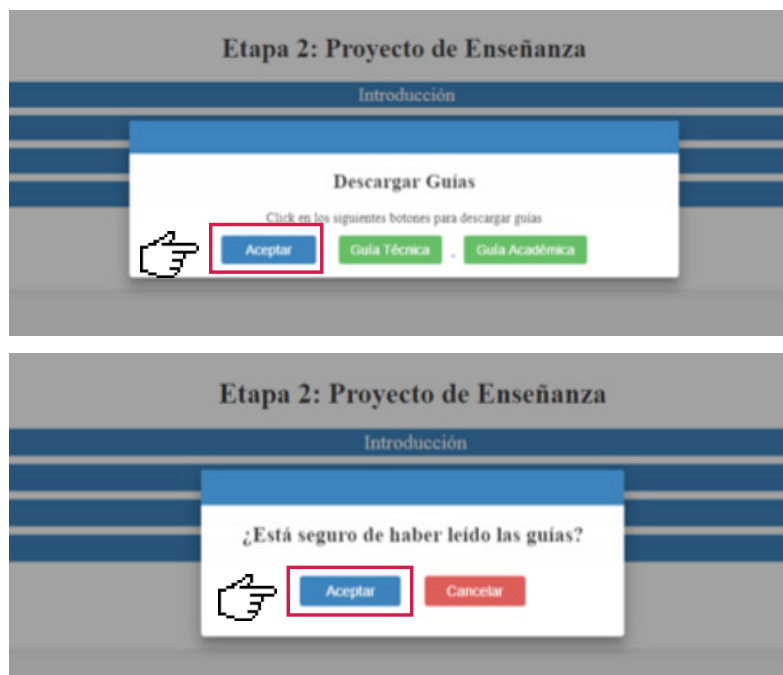 Etapa 2: Proyecto de Enseñanza
Introducción
Descargar Guías
Click en los siguientes botones para descargar guías
Aceptar Guía Técnica . Guía Académica
Etapa 2: Proyecto de Enseñanza
Introducción
¿Está seguro de haber leído las guías?
Aceptar Cancelar